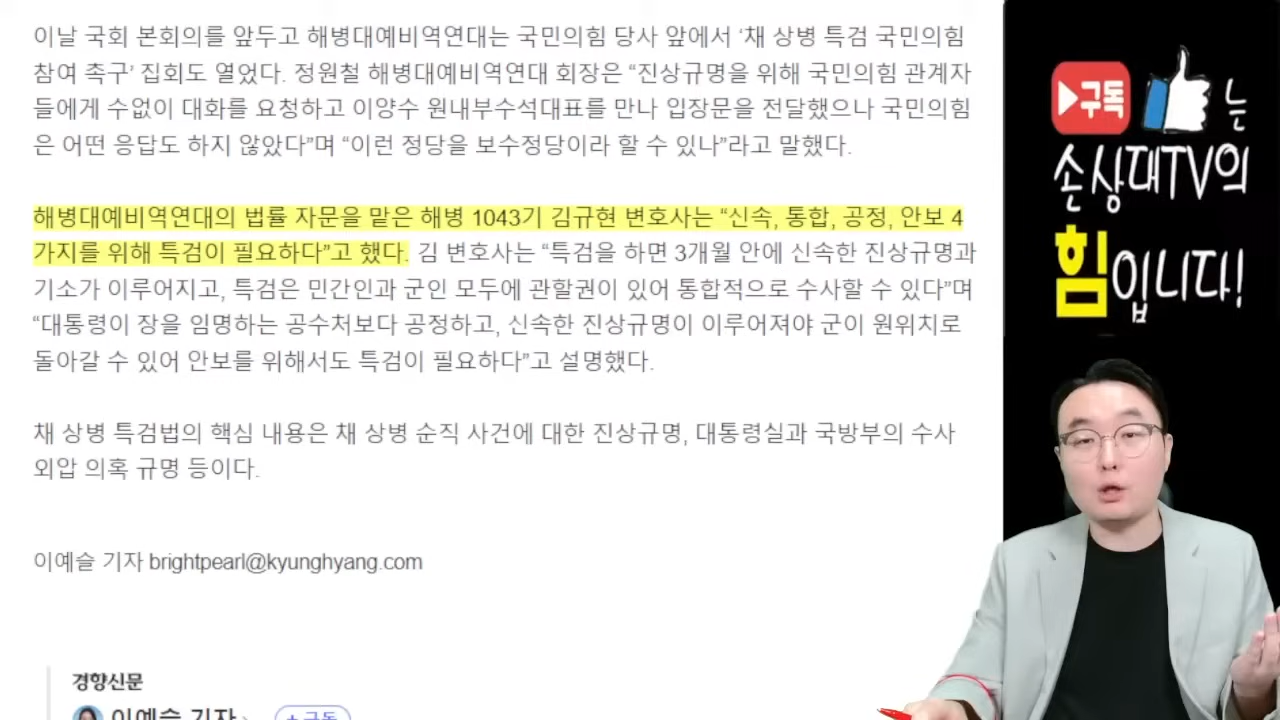 이날 국회 본회의를 앞두고 해병대예비역연대는 국민의힘 당사 앞에서 ‘채 상병 특검 국민의힘
참여 촉구’ 집회도 열었다. 정원철 해병대예비역연대 회장은 “진상규명을 위해 국민의힘 관계자
들에게 수없이 대화를 요청하고 이양수 원내부수석대표를 만나 입장문을 전달했으나 국민의힘
은 어떤 응답도 하지 않았다”며 “이런 정당을 보수정당이라 할 수 있나”라고 말했다.
해병대예비역연대의 법률 자문을 맡은 해병 1043기 김규현 변호사는 “신속, 통합, 공정, 안보 4
가지를 위해 특검이 필요하다”고 했다. 김 변호사는 “특검을 하면 3개월 안에 신속한 진상규명과
기소가 이루어지고, 특검은 민간인과 군인 모두에 관할권이 있어 통합적으로 수사할 수 있다”며
“대통령이 장을 임명하는 공수처보다 공정하고, 신속한 진상규명이 이루어져야 군이 원위치로
돌아갈 수 있어 안보를 위해서도 특검이 필요하다”고 설명했다.
채 상병 특검법의 핵심 내용은 채 상병 순직 사건에 대한 진상규명, 대통령실과 국방부의 수사
외압 의혹 규명 등이다.
이예슬 기자 brightpearl@kyunghyang.com
경향신문
이예슬 기자
+ 구독
구독 는
손상대TV의
힘입니다!